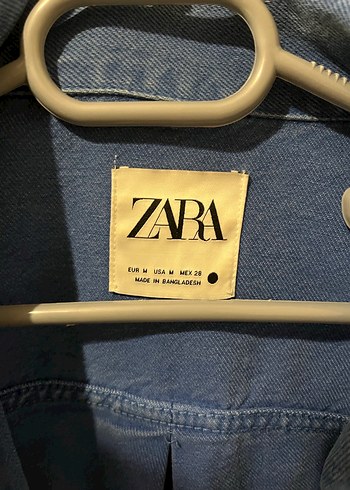 ZARA
EUR M USA M MEX 28
MADE IN BANGLADESH